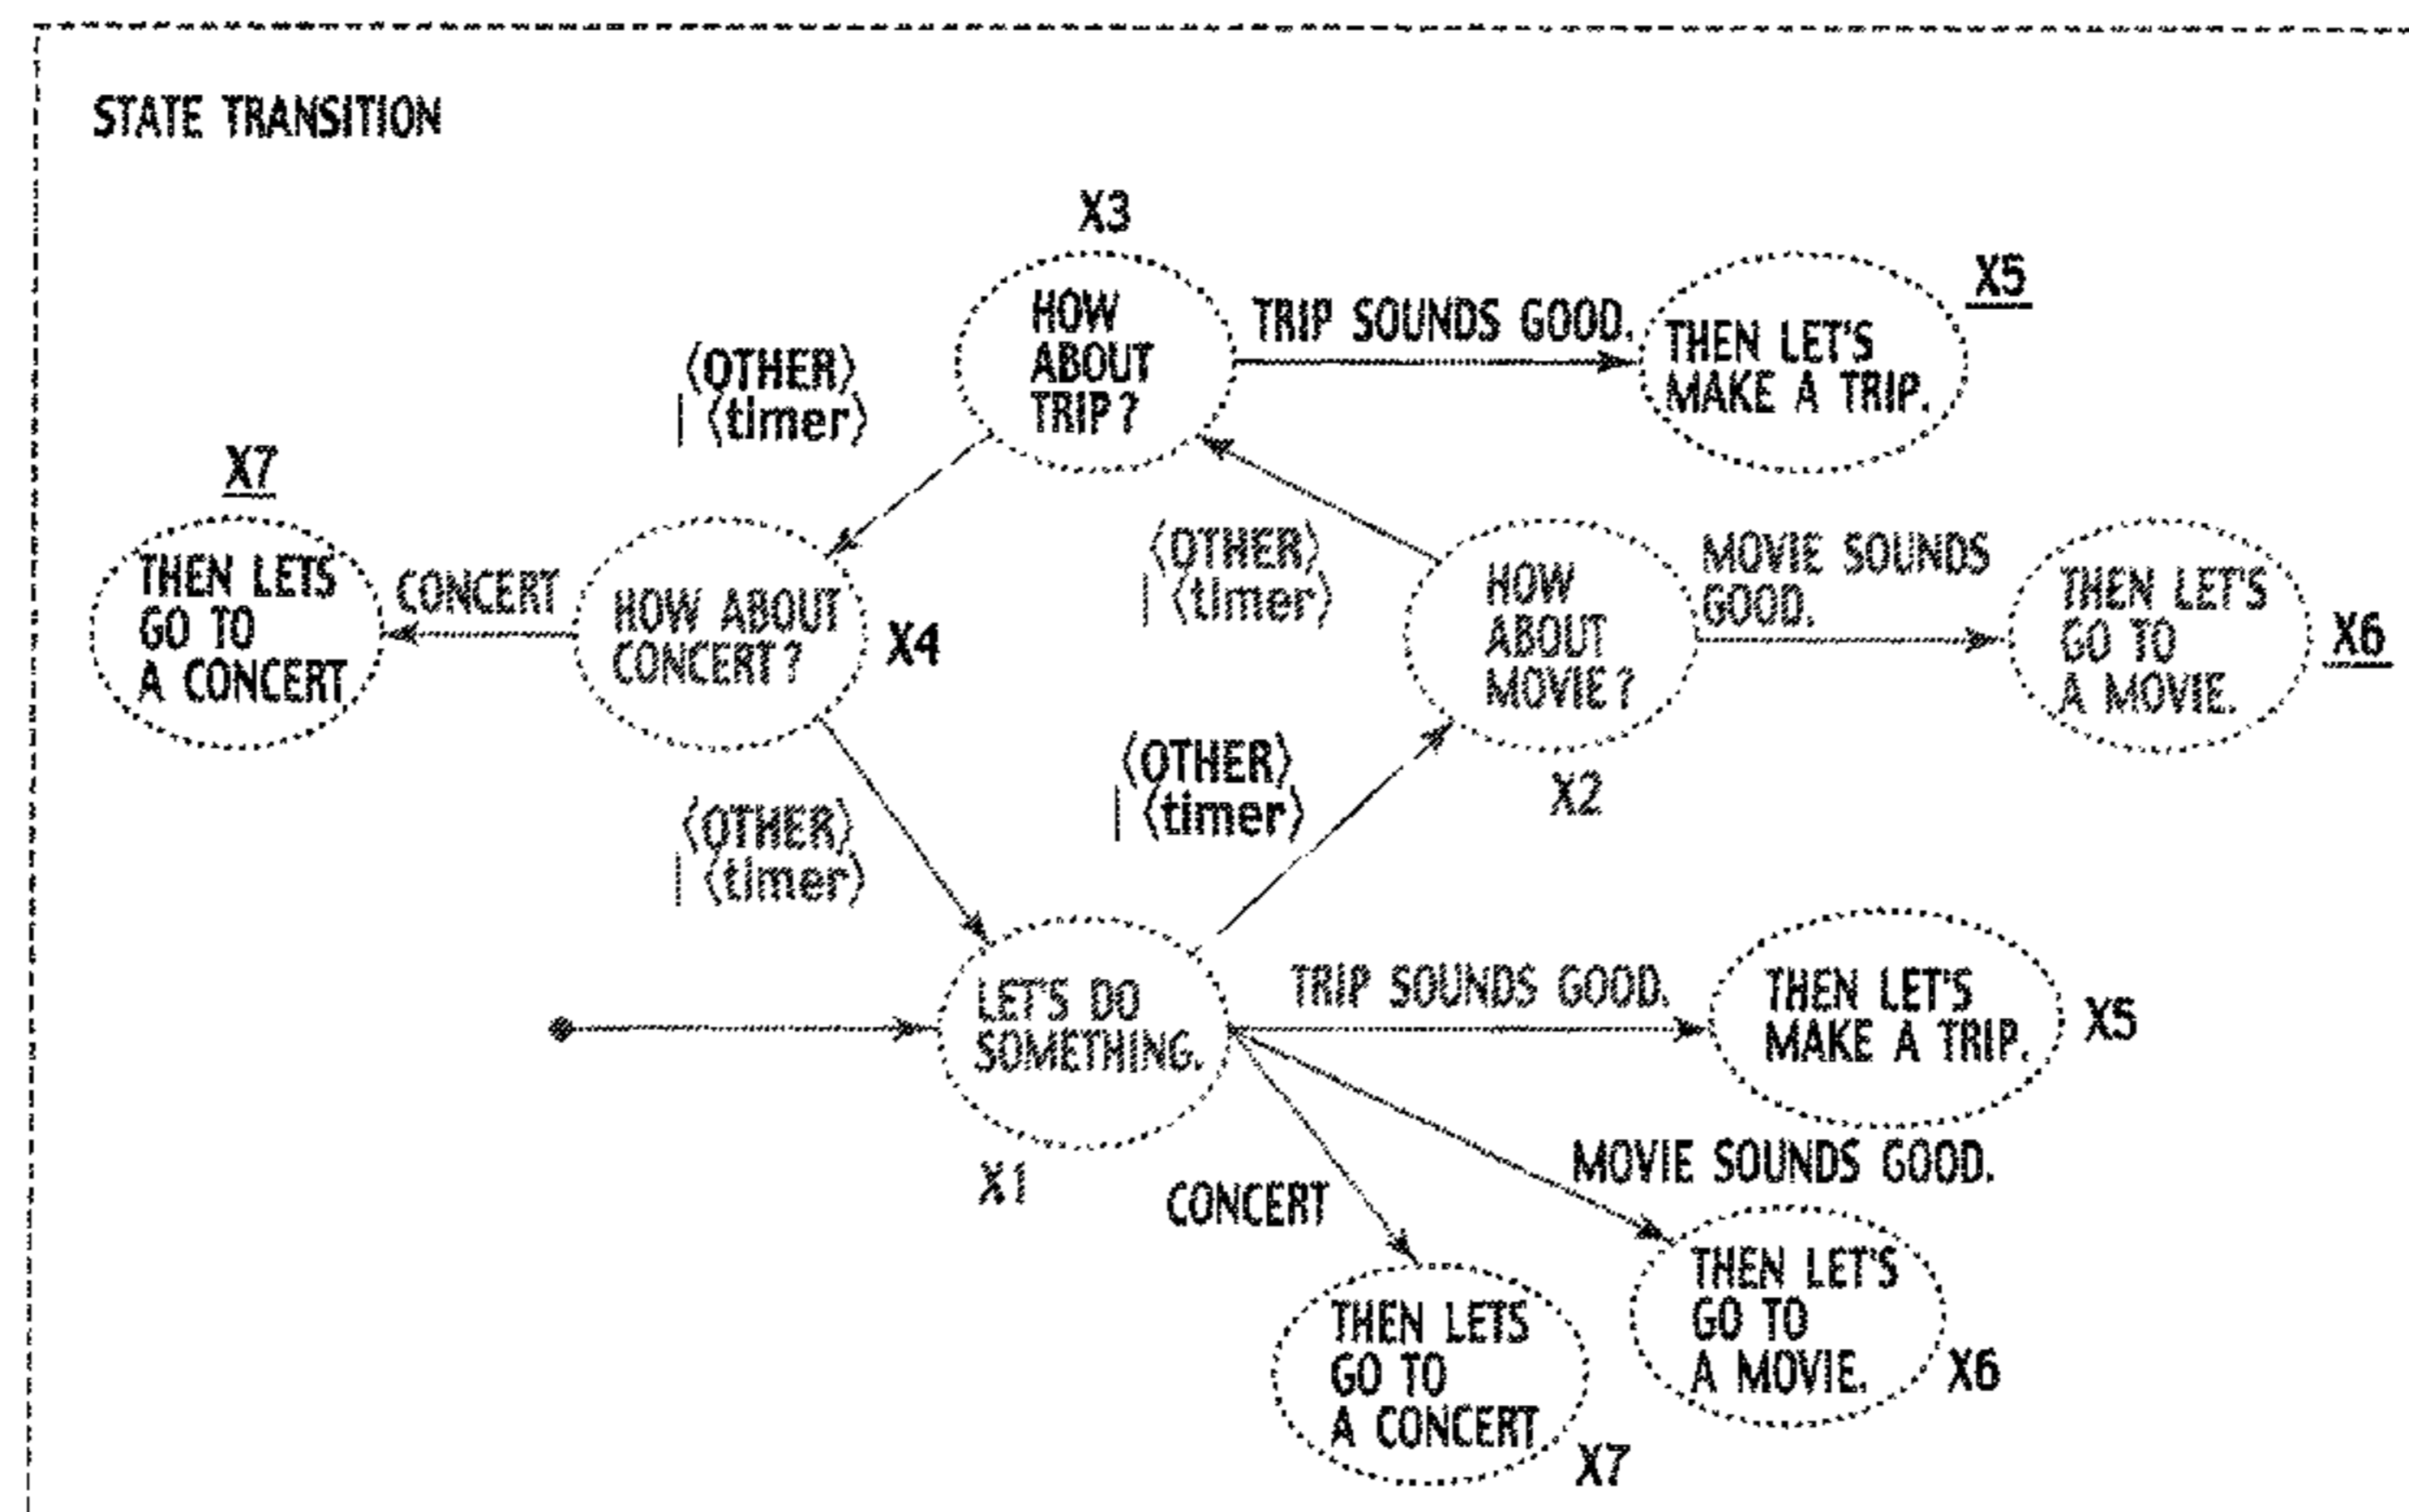 STATE TRANSITION
X3
HOW
ABOUT
TRIP?
TRIP SOUNDS GOOD.
X5
THEN LET'S
MAKE A TRIP.
⟨OTHER⟩
| ⟨timer⟩
X7
THEN LETS
GO TO
A CONCERT
CONCERT
HOW ABOUT
CONCERT?
X4
⟨OTHER⟩
| ⟨timer⟩
HOW
ABOUT
MOVIE?
X2
MOVIE SOUNDS
GOOD.
THEN LET'S
GO TO
A MOVIE.
X6
⟨OTHER⟩
| ⟨timer⟩
⟨OTHER⟩
| ⟨timer⟩
LET'S DO
SOMETHING.
X1
TRIP SOUNDS GOOD.
THEN LET'S
MAKE A TRIP.
X5
MOVIE SOUNDS GOOD.
CONCERT
THEN LET'S
GO TO
A MOVIE.
X6
THEN LETS
GO TO
A CONCERT
X7